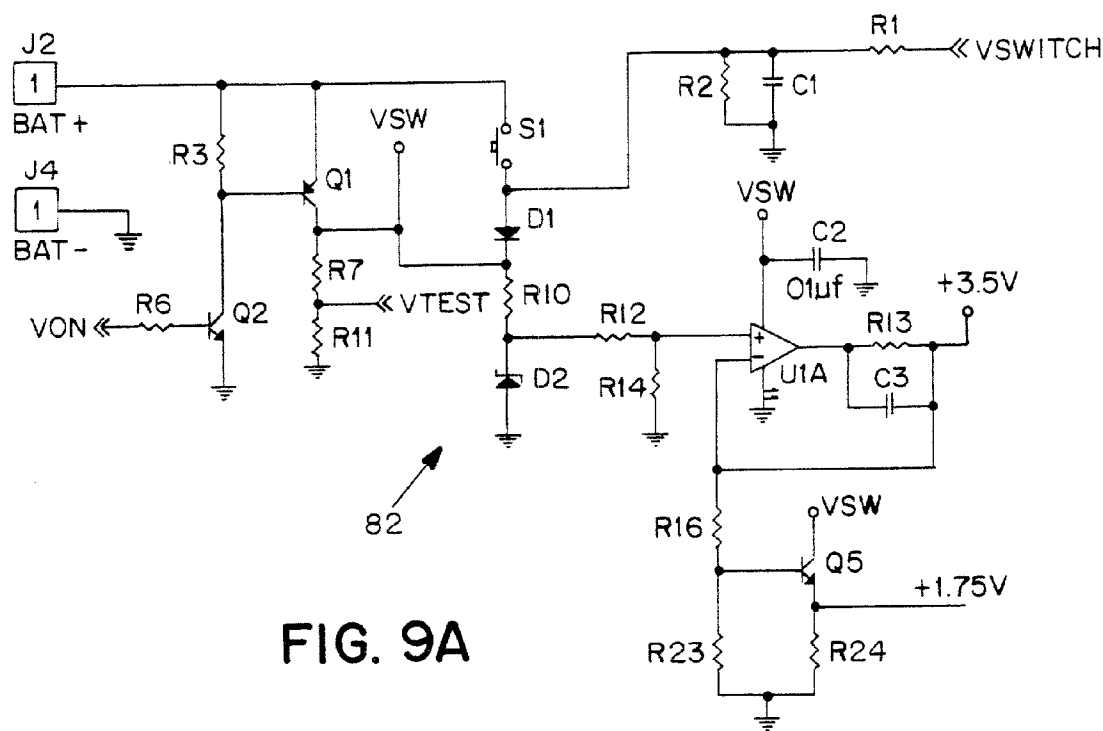 J2
1
BAT+
J4
1
BAT-
R3
Q1
VSW
S1
R1
VSWITCH
R2
C1
D1
R7
VTEST
R10
R11
VON
R6
Q2
D2
R12
R14
VSW
C2
01µf
+3.5V
R13
U1A
C3
82
R16
VSW
Q5
+1.75V
R23
R24
FIG. 9A